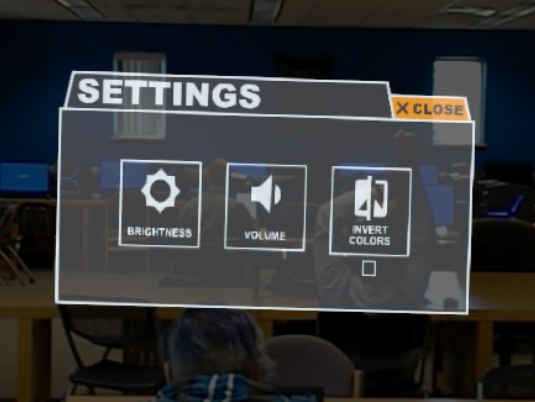 SETTINGS
X CLOSE
BRIGHTNESS
VOLUME
INVERT
COLORS